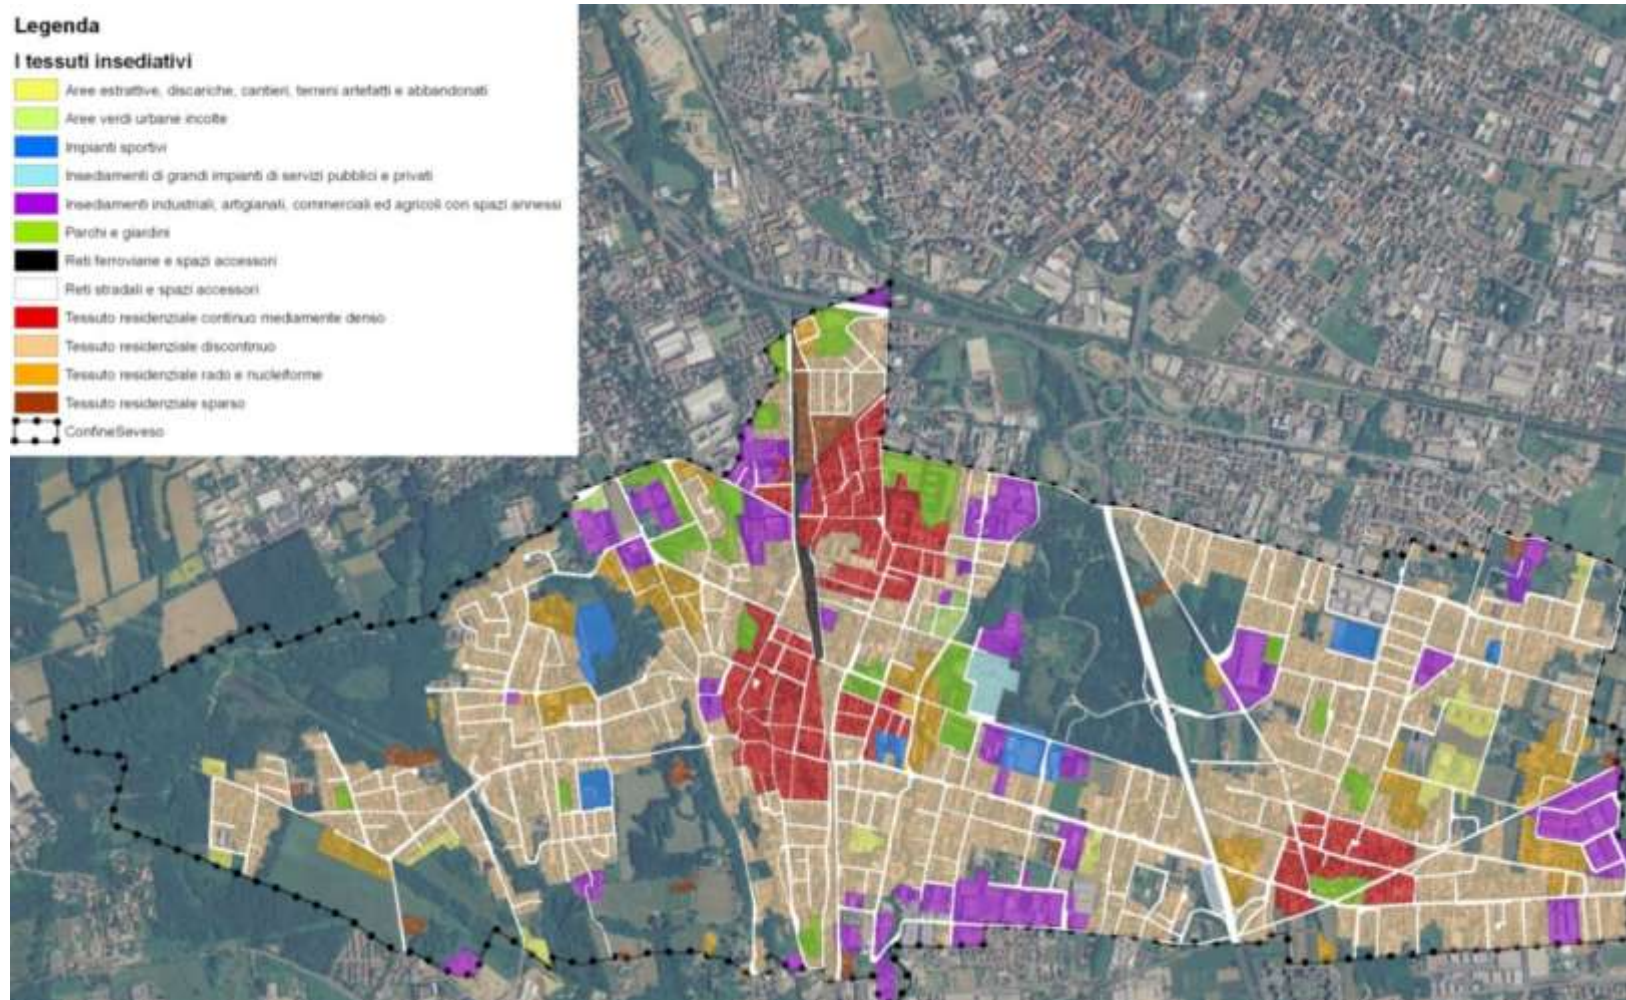 Legenda
I tessuti insediativi
Aree estrattive, discariche, cantieri, terreni artefatti e abbandonati
Aree verdi urbane incolte
Impianti sportivi
Insediamenti di grandi impianti di servizi pubblici e privati
Insediamenti industriali, artigianali, commerciali ed agricoli con spazi annessi
Parchi e giardini
Reti ferroviarie e spazi accessori
Reti stradali e spazi accessori
Tessuto residenziale continuo mediamente denso
Tessuto residenziale discontinuo
Tessuto residenziale rado e nucleiforme
Tessuto residenziale sparso
ConfineSeveso